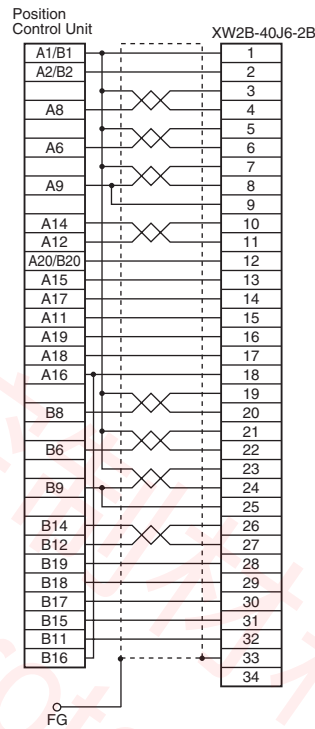 Position
Control Unit
XW2B-40J6-2B
A1/B1 1
A2/B2 2
3
A8 4
5
A6 6
7
A9 8
9
A14 10
A12 11
A20/B20 12
A15 13
A17 14
A11 15
A19 16
A18 17
A16 18
19
B8 20
21
B6 22
23
B9 24
25
B14 26
B12 27
B19 28
B18 29
B17 30
B15 31
B11 32
B16 33
34
FG